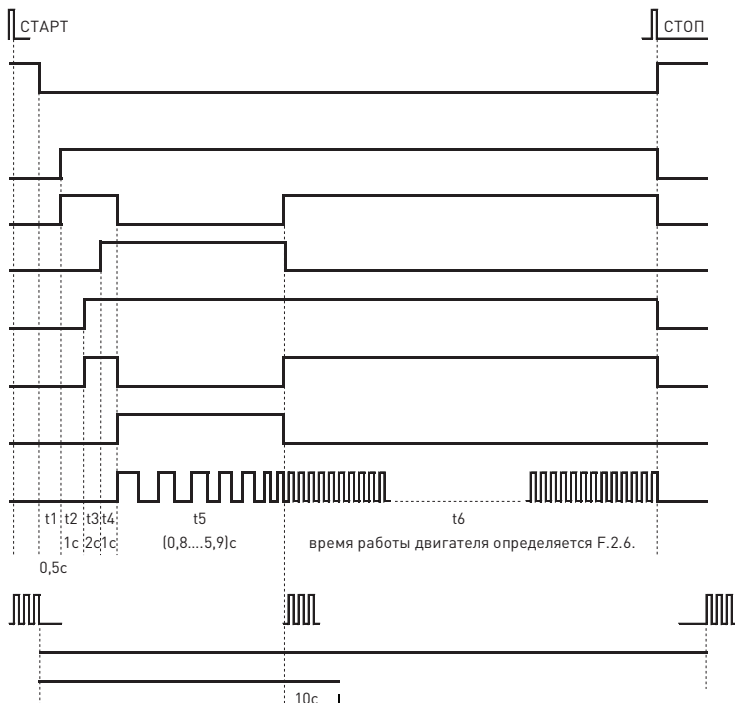 СТАРТ
СТОП
t1 t2 t3 t4 t5 t6
1с 2с 1с (0,8....5,9)с время работы двигателя определяется F.2.6.
0,5с
10с